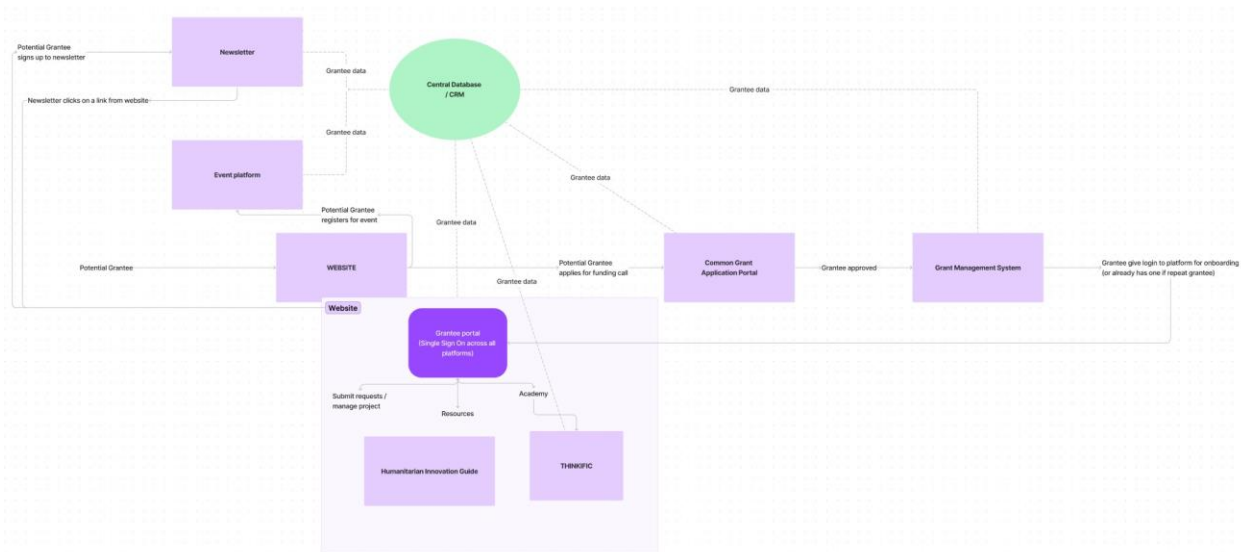 Potential Grantee
signs up to newsletter
Newsletter
Grantee data
Central Database
/ CRM
Grantee data
Newsletter clicks on a link from website
Grantee data
Event platform
Grantee data
Potential Grantee
registers for event
Grantee data
Potential Grantee
WEBSITE
Potential Grantee
applies for funding call
Common Grant
Application Portal
Grantee approved
Grant Management System
Grantee give login to platform for onboarding
(or already has one if repeat grantee)
Grantee data
Website
Grantee portal
(Single Sign On across all
platforms)
Submit requests /
manage project
Resources
Academy
Humanitarian Innovation Guide
THINKIFIC